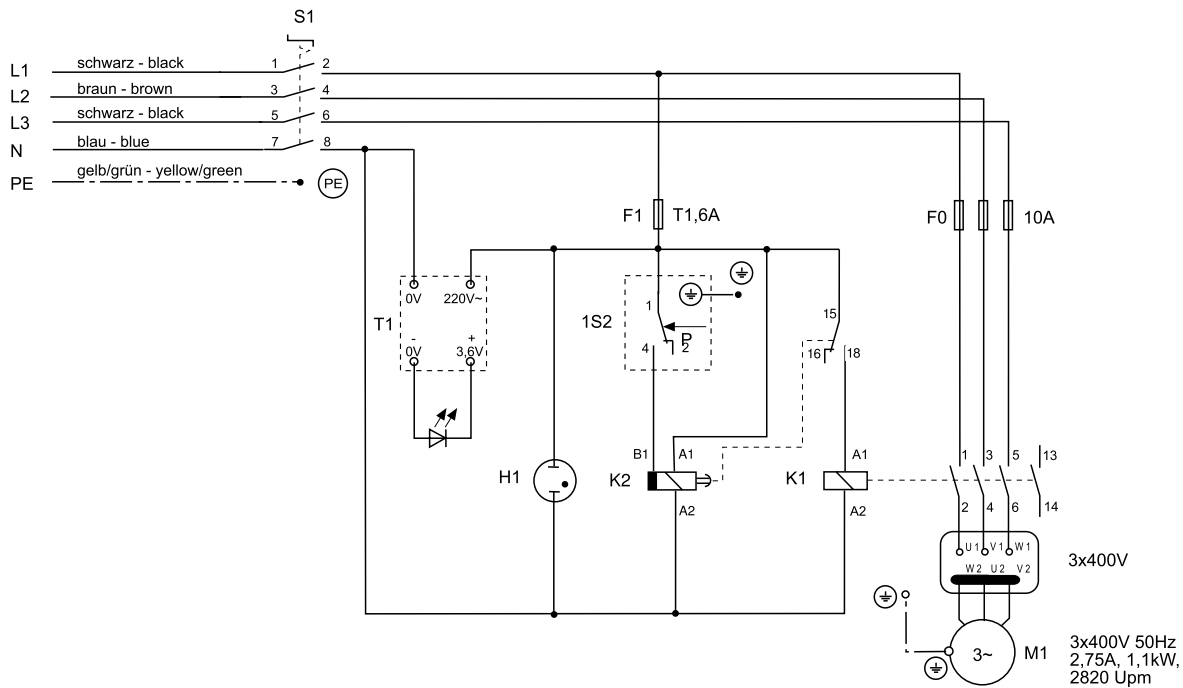 S1
L1 schwarz - black 1 2
L2 braun - brown 3 4
L3 schwarz - black 5 6
N blau - blue 7 8
PE gelb/grün - yellow/green PE
F1 T1,6A
F0 10A
T1
0V 220V~
- +
0V 3,6V
1S2
1
P
4 2
15
16 18
H1
B1 A1
K2
A2
K1
A1
A2
1 3 5 13
2 4 6 14
U1 V1 W1
W2 U2 V2
3x400V
3~
M1
3x400V 50Hz
2,75A, 1,1kW,
2820 Upm